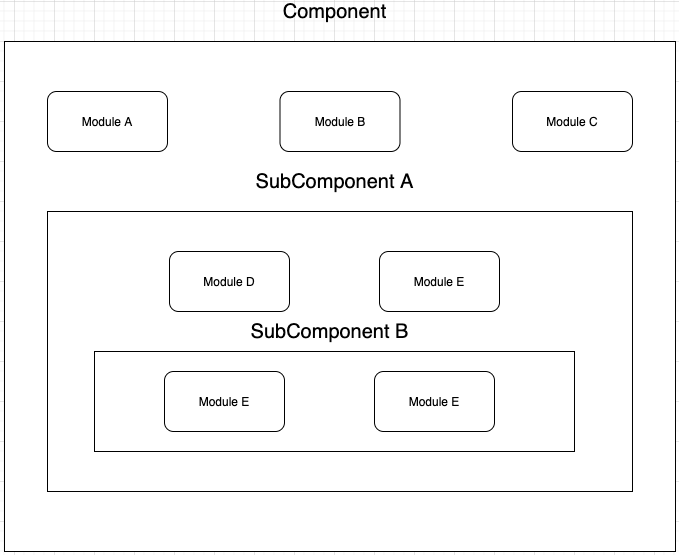 Component
Module A
Module B
Module C
SubComponent A
Module D
Module E
SubComponent B
Module E
Module E